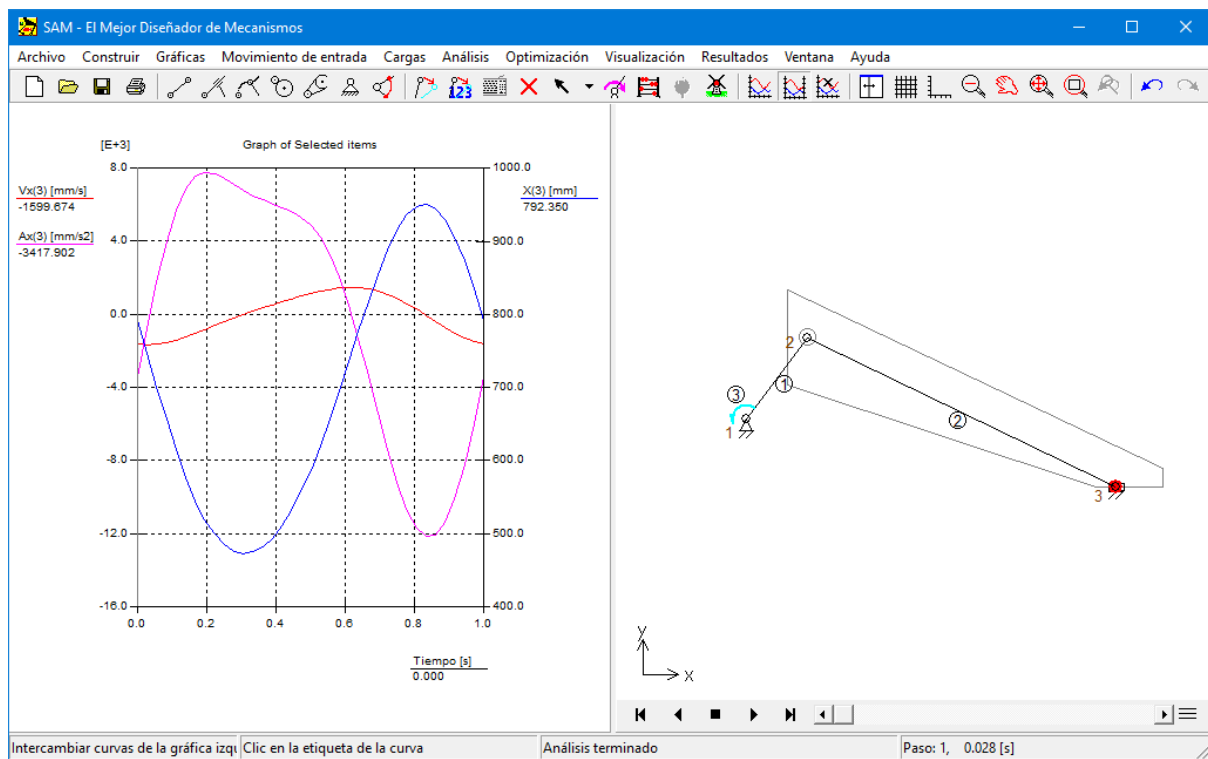 SAM - El Mejor Diseñador de Mecanismos
Archivo Construir Gráficas Movimiento de entrada Cargas Análisis Optimización Visualización Resultados Ventana Ayuda
123
[E+3] Graph of Selected items
8.0 1000.0
Vx(3) [mm/s] X(3) [mm]
-1599.674 792.350
Ax(3) [mm/s2]
-3417.902
4.0 900.0
0.0 800.0
-4.0 700.0
-8.0 600.0
-12.0 500.0
-16.0 400.0
0.0 0.2 0.4 0.6 0.8 1.0
Tiempo [s]
0.000
2
1
3
2
1
3
y
x
Intercambiar curvas de la gráfica izqu Clic en la etiqueta de la curva Análisis terminado Paso: 1, 0.028 [s]